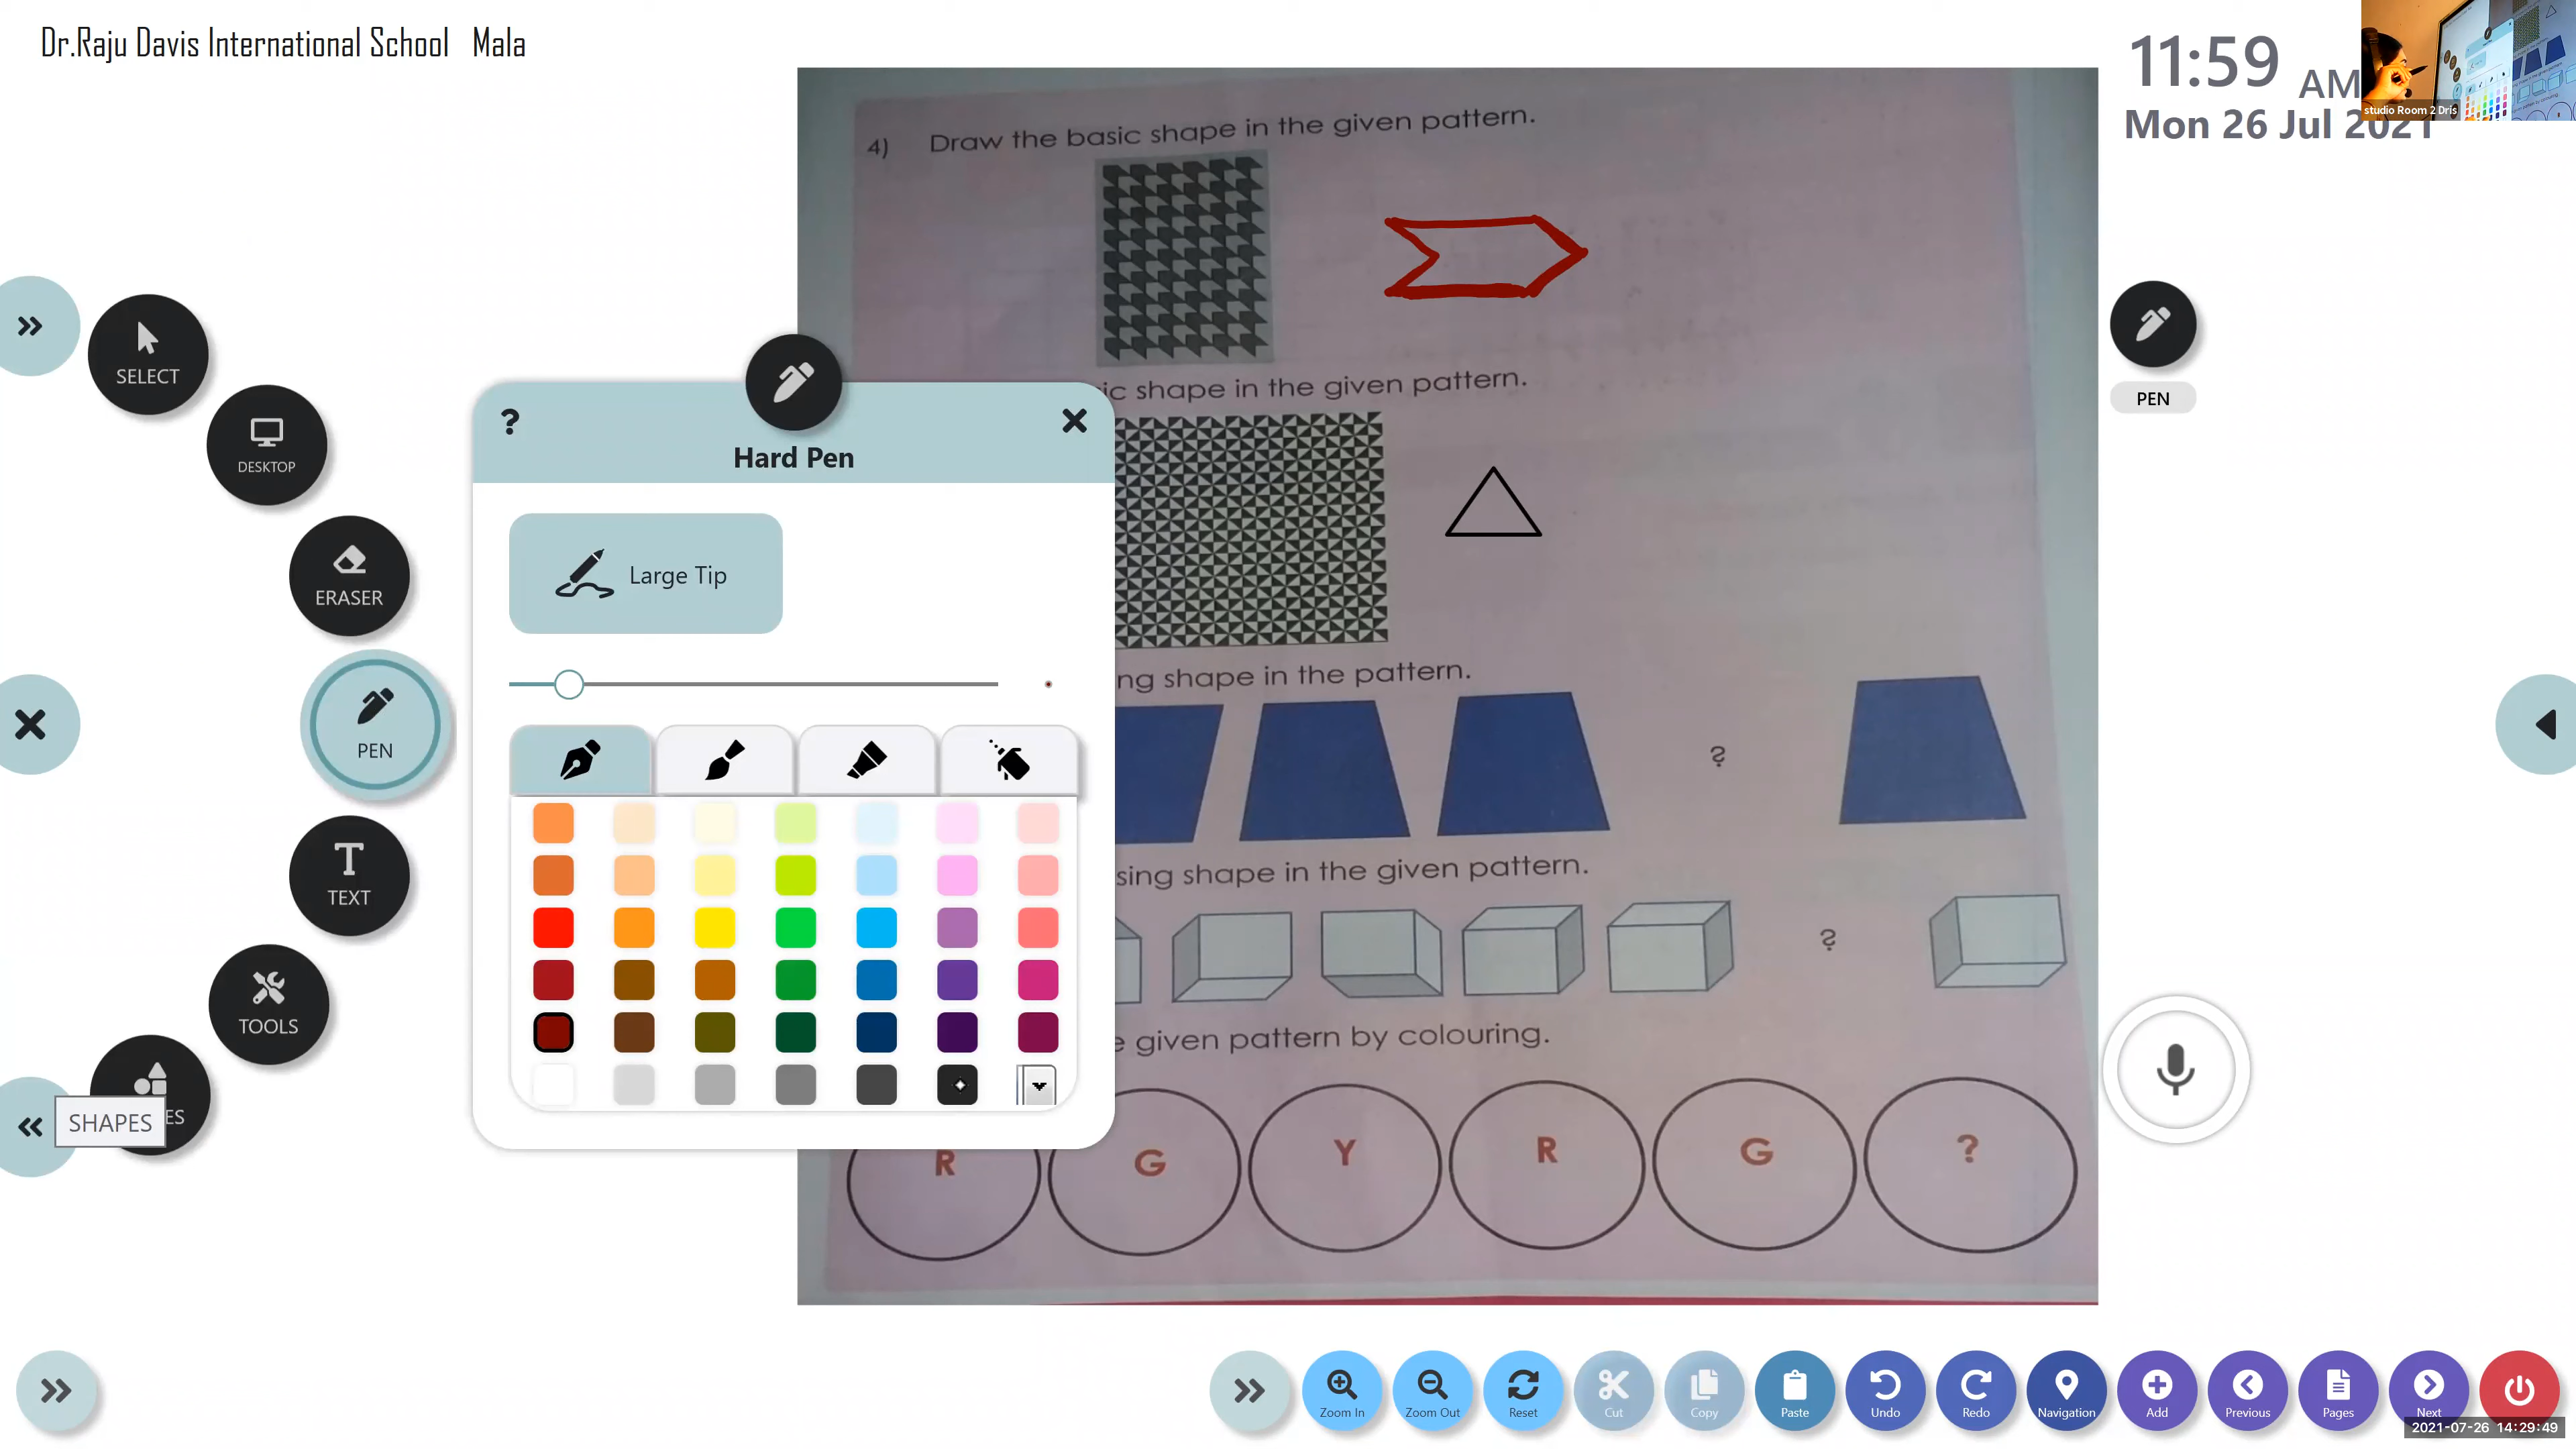 Dr.Raju Davis International School Mala
11:59 AM
Mon 26 Jul 2021
studio Room 2 Dris
4) Draw the basic shape in the given pattern.
ic shape in the given pattern.
ng shape in the pattern.
?
sing shape in the given pattern.
?
e given pattern by colouring.
R G Y R G ?
SELECT
DESKTOP
ERASER
PEN
TEXT
TOOLS
ES
SHAPES
?
Hard Pen
Large Tip
PEN
Zoom In Zoom Out Reset Cut Copy Paste Undo Redo Navigation Add Previous Pages Next
2021-07-26 14:29:49